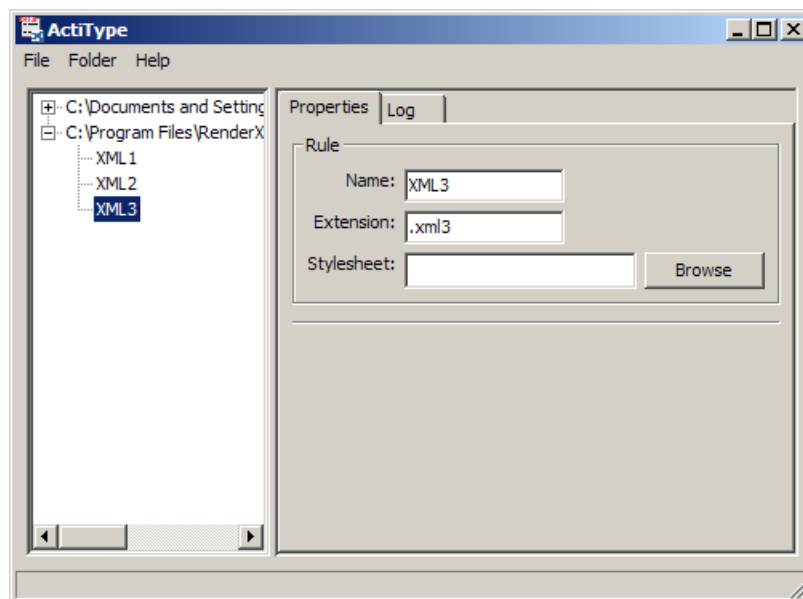 ActiType
File Folder Help
C:\Documents and Setting
C:\Program Files\RenderX
XML1
XML2
XML3
Properties Log
Rule
Name: XML3
Extension: .xml3
Stylesheet: Browse